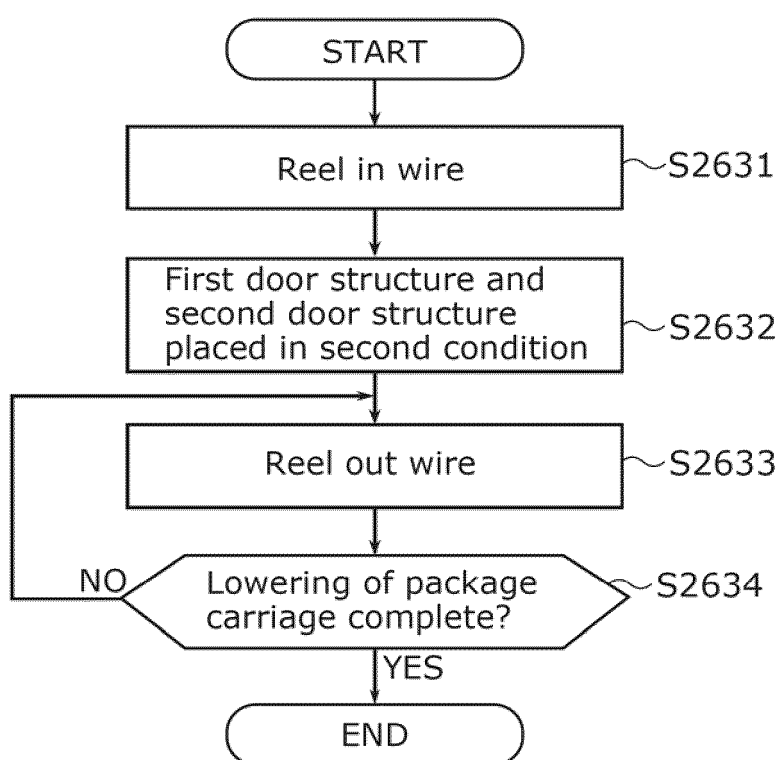 START
Reel in wire
S2631
First door structure and
second door structure
placed in second condition
S2632
Reel out wire
S2633
Lowering of package
carriage complete?
S2634
NO
YES
END